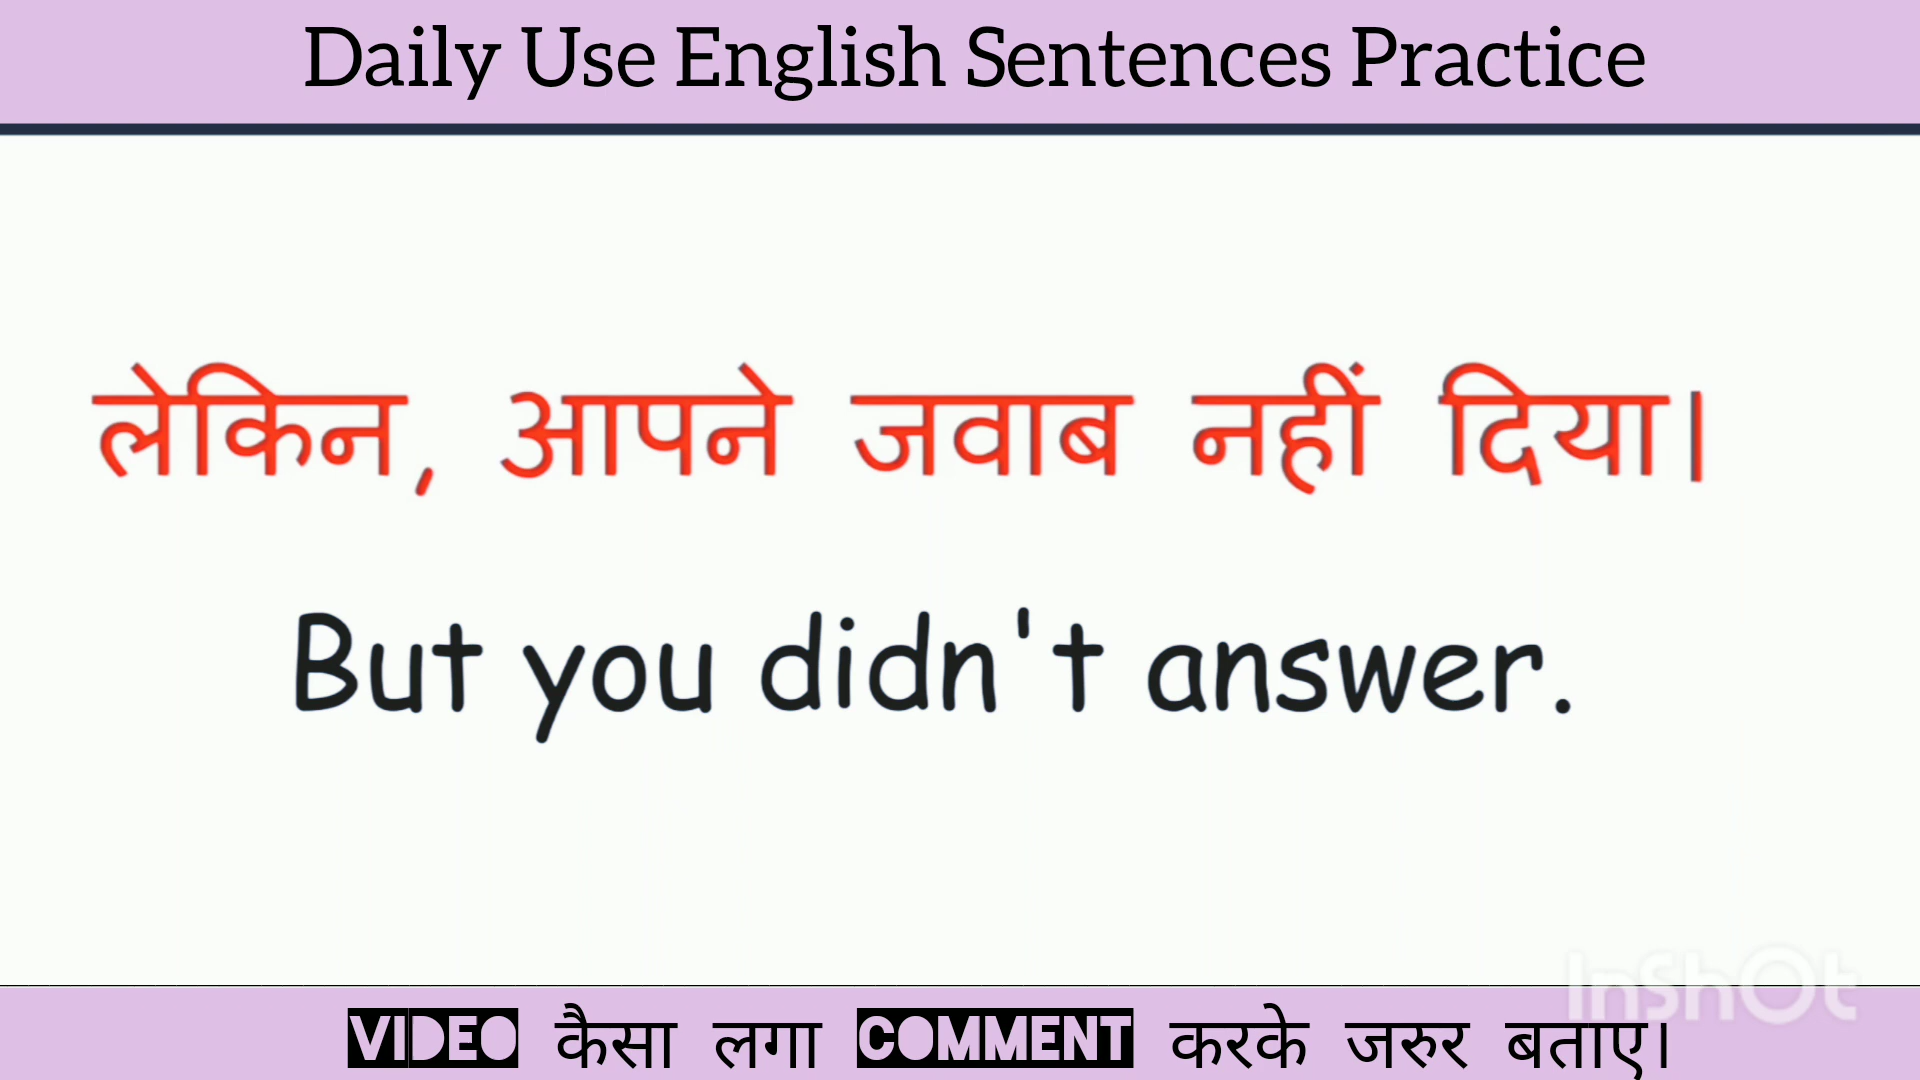 Daily Use English Sentences Practice
लेकिन, आपने जवाब नहीं दिया।
But you didn't answer.
InShOt
VIDEO कैसा लगा COMMENT करके जरुर बताए।